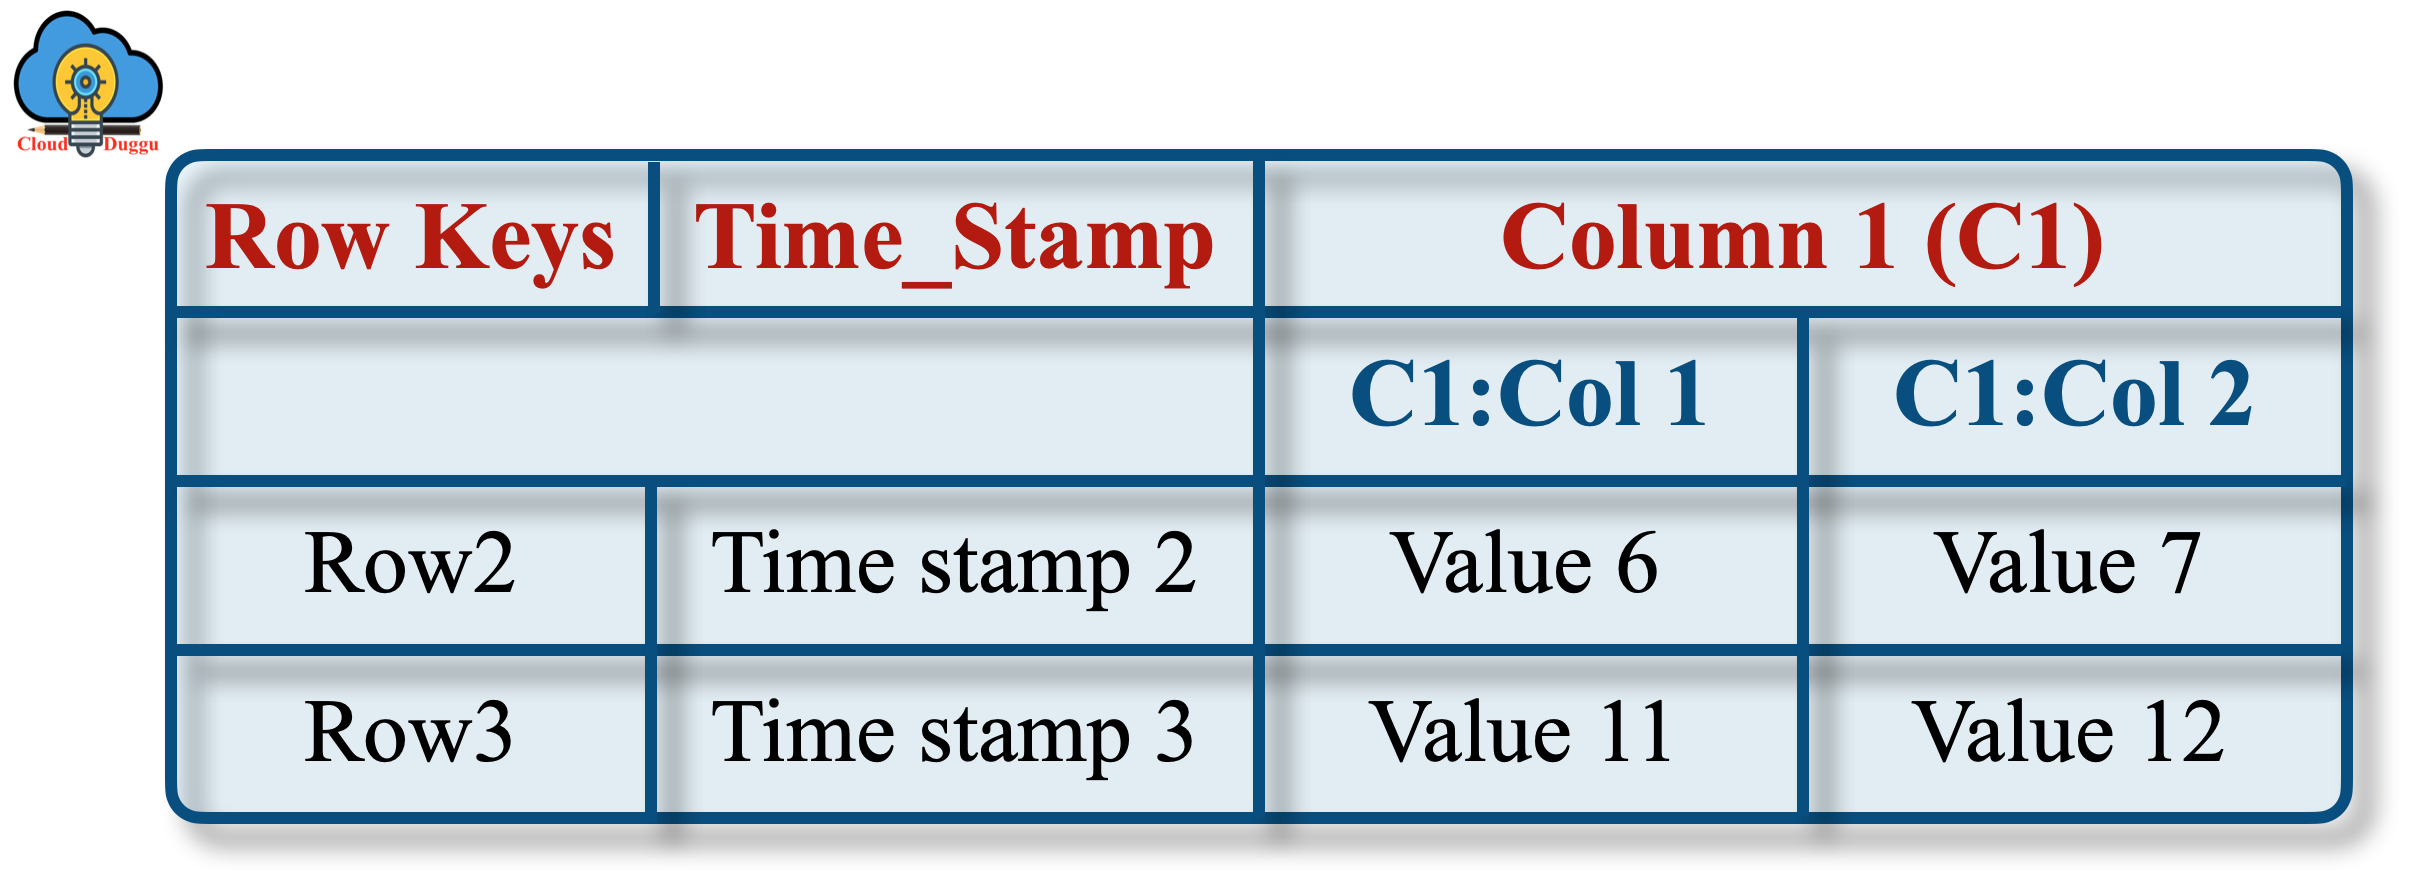 Cloud Duggu
Row Keys Time_Stamp Column 1 (C1)
C1:Col 1 C1:Col 2
Row2 Time stamp 2 Value 6 Value 7
Row3 Time stamp 3 Value 11 Value 12